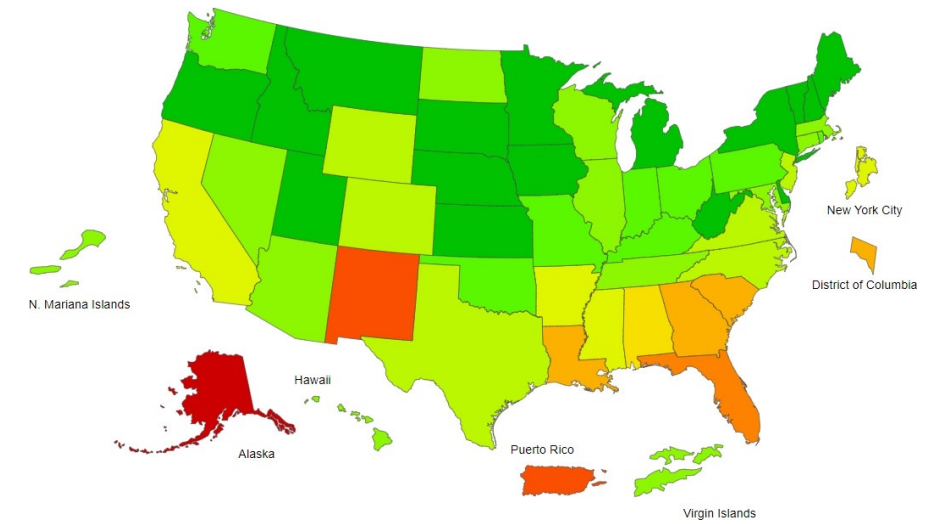 New York City
District of Columbia
N. Mariana Islands
Hawaii
Alaska
Puerto Rico
Virgin Islands